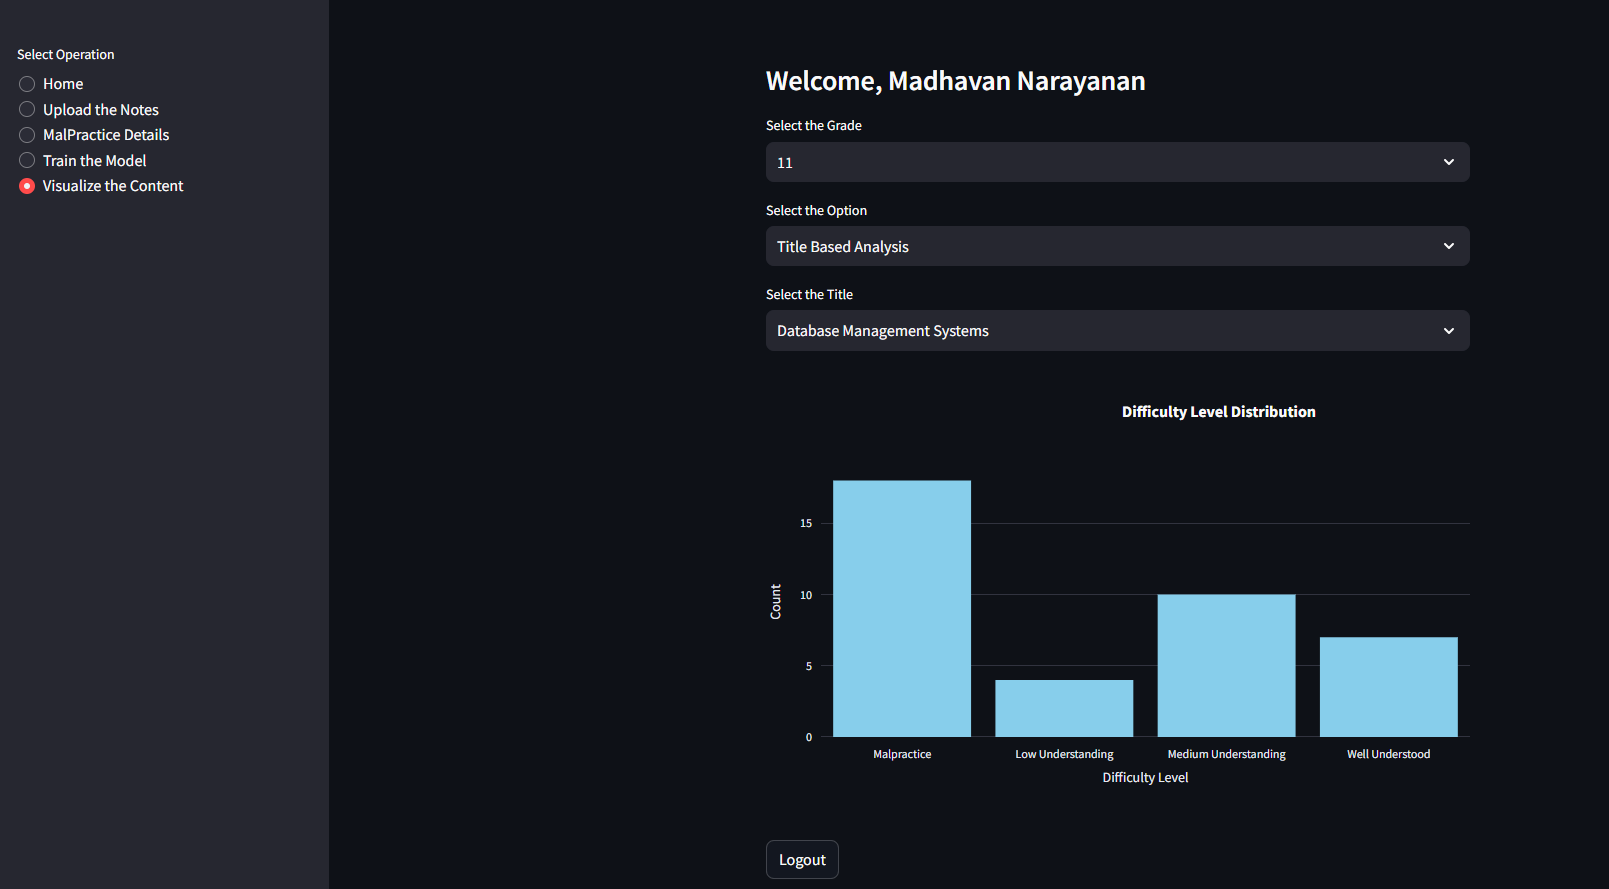 Select Operation
Home
Upload the Notes
MalPractice Details
Train the Model
Visualize the Content
Welcome, Madhavan Narayanan
Select the Grade
11
Select the Option
Title Based Analysis
Select the Title
Database Management Systems
Difficulty Level Distribution
15
10
5
0
Count
Malpractice
Low Understanding
Medium Understanding
Well Understood
Difficulty Level
Logout